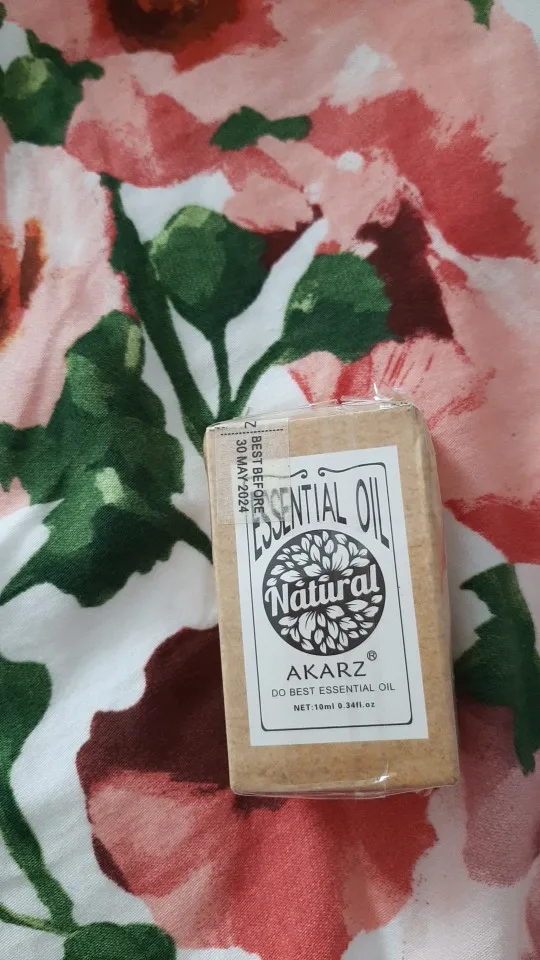 Z BEST BEFORE
30 MAY 2024
ESSENTIAL OIL
Natural
AKARZ®
DO BEST ESSENTIAL OIL
NET:10ml 0.34fl.oz